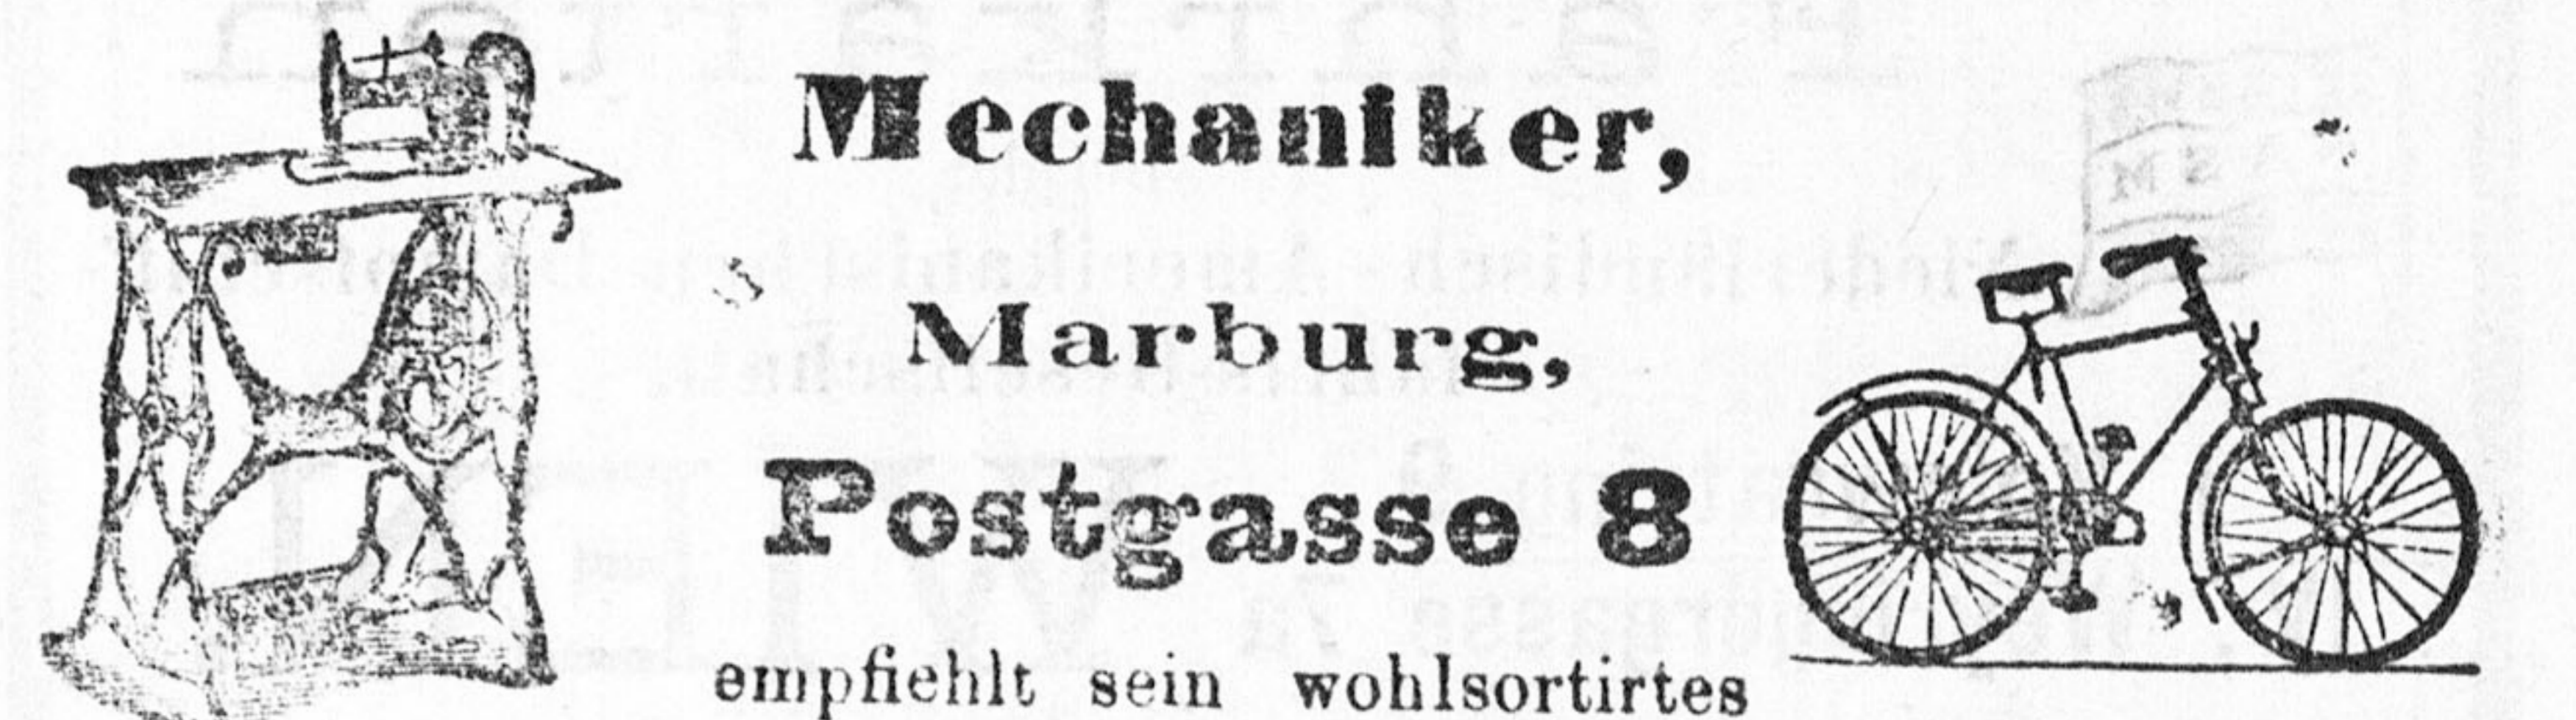 Mechaniker,
Marburg,
Postgasse 8
empfiehlt sein wohlsortirtes